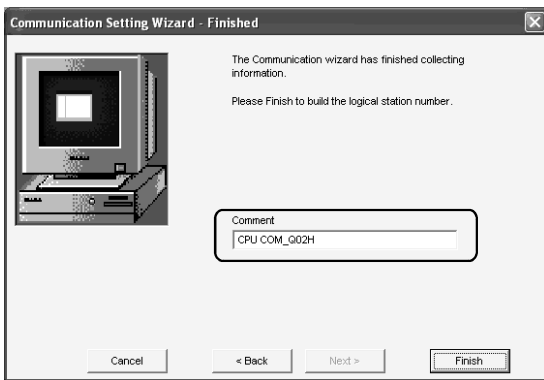 Communication Setting Wizard - Finished
The Communication wizard has finished collecting
information.
Please Finish to build the logical station number.
Comment
CPU COM_Q02H
Cancel
< Back
Next >
Finish